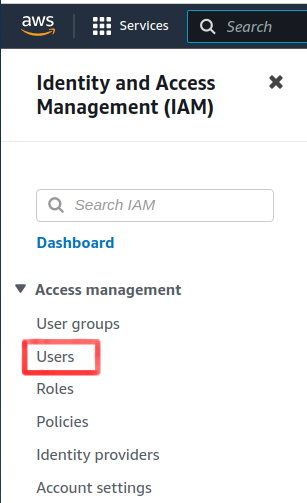 aws
Services
Search
Identity and Access
Management (IAM)
Search IAM
Dashboard
Access management
User groups
Users
Roles
Policies
Identity providers
Account settings